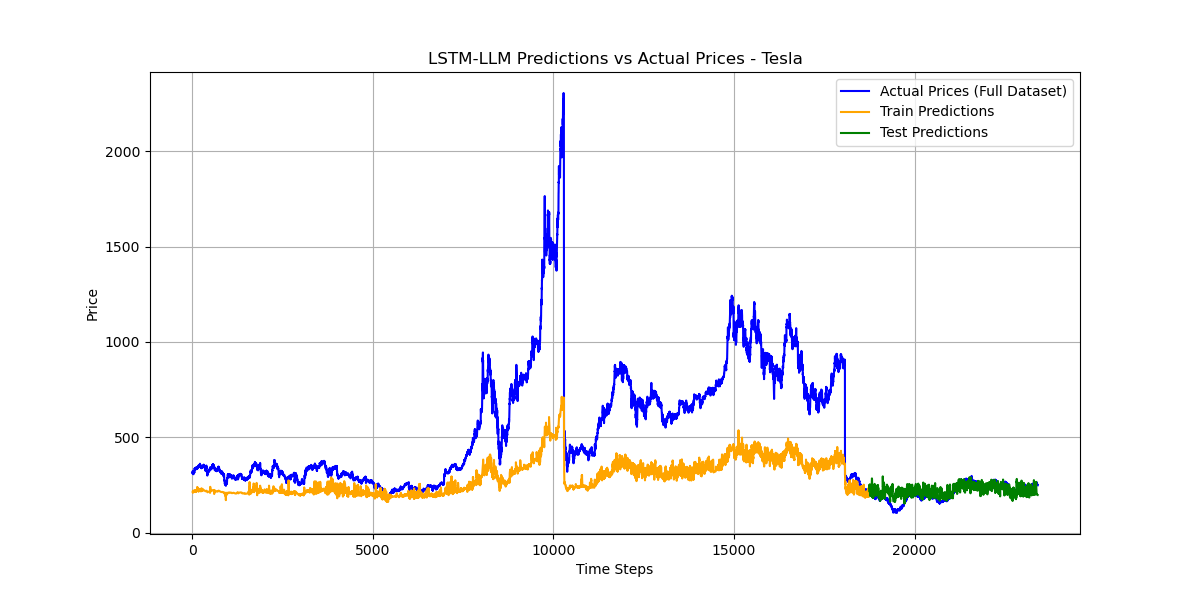 LSTM-LLM Predictions vs Actual Prices - Tesla
Actual Prices (Full Dataset)
Train Predictions
Test Predictions
Price
2000
1500
1000
500
0
0 5000 10000 15000 20000
Time Steps